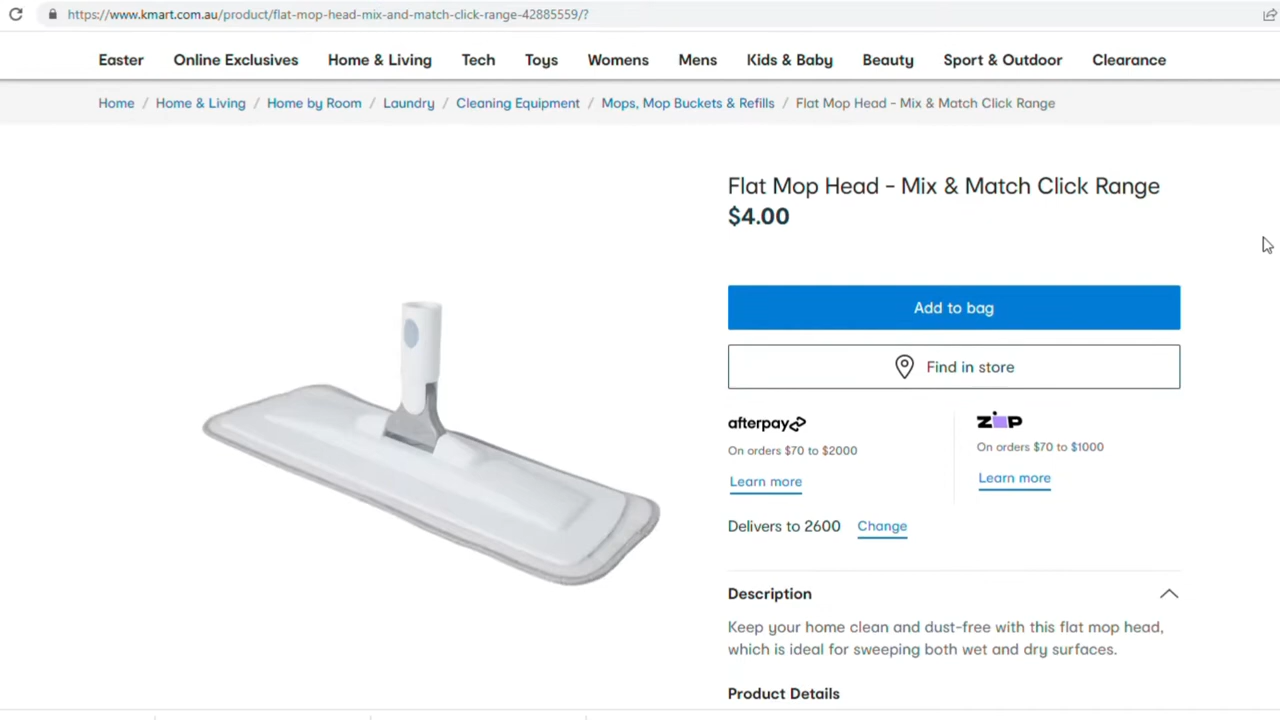 https://www.kmart.com.au/product/flat-mop-head-mix-and-match-click-range-42885559/?
Easter Online Exclusives Home & Living Tech Toys Womens Mens Kids & Baby Beauty Sport & Outdoor Clearance
Home / Home & Living / Home by Room / Laundry / Cleaning Equipment / Mops, Mop Buckets & Refills / Flat Mop Head - Mix & Match Click Range
Flat Mop Head - Mix & Match Click Range
$4.00
Add to bag
Find in store
afterpay
On orders $70 to $2000
Learn more
ZIP
On orders $70 to $1000
Learn more
Delivers to 2600 Change
Description
Keep your home clean and dust-free with this flat mop head,
which is ideal for sweeping both wet and dry surfaces.
Product Details